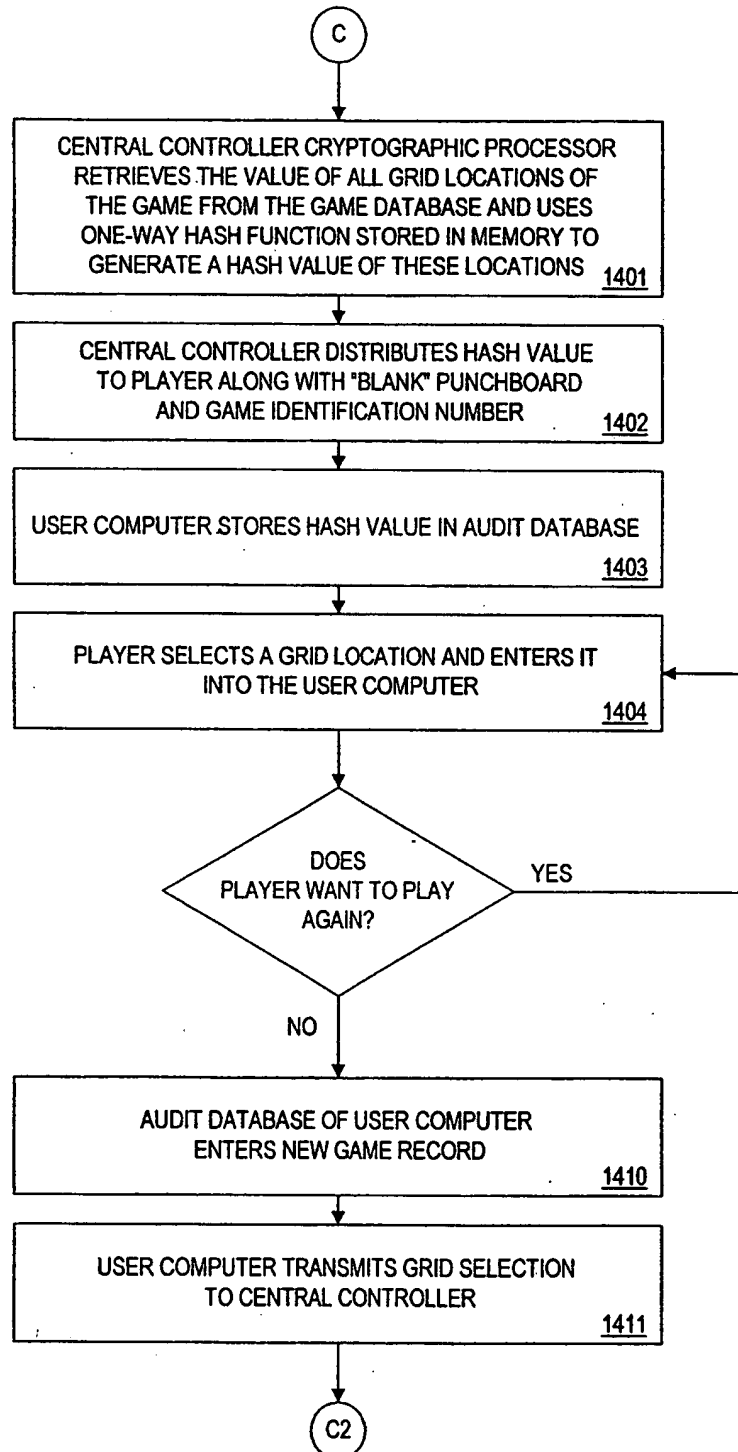 C
CENTRAL CONTROLLER CRYPTOGRAPHIC PROCESSOR
RETRIEVES THE VALUE OF ALL GRID LOCATIONS OF
THE GAME FROM THE GAME DATABASE AND USES
ONE-WAY HASH FUNCTION STORED IN MEMORY TO
GENERATE A HASH VALUE OF THESE LOCATIONS
1401
CENTRAL CONTROLLER DISTRIBUTES HASH VALUE
TO PLAYER ALONG WITH "BLANK" PUNCHBOARD
AND GAME IDENTIFICATION NUMBER
1402
USER COMPUTER STORES HASH VALUE IN AUDIT DATABASE
1403
PLAYER SELECTS A GRID LOCATION AND ENTERS IT
INTO THE USER COMPUTER
1404
DOES
PLAYER WANT TO PLAY
AGAIN?
YES
NO
AUDIT DATABASE OF USER COMPUTER
ENTERS NEW GAME RECORD
1410
USER COMPUTER TRANSMITS GRID SELECTION
TO CENTRAL CONTROLLER
1411
C2